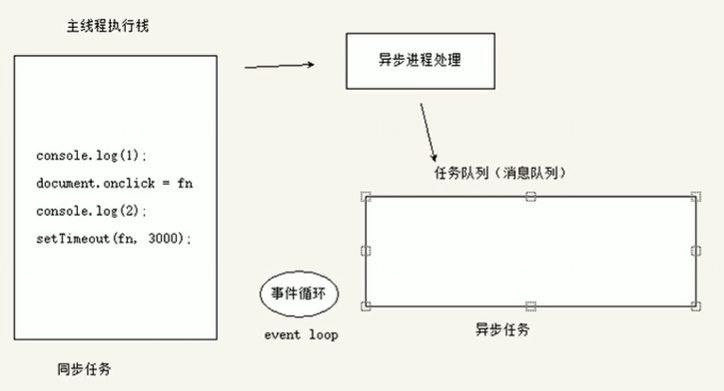 主线程执行栈
console.log(1);
document.onclick = fn
console.log(2);
setTimeout(fn, 3000);
同步任务
异步进程处理
任务队列（消息队列）
异步任务
事件循环
event loop